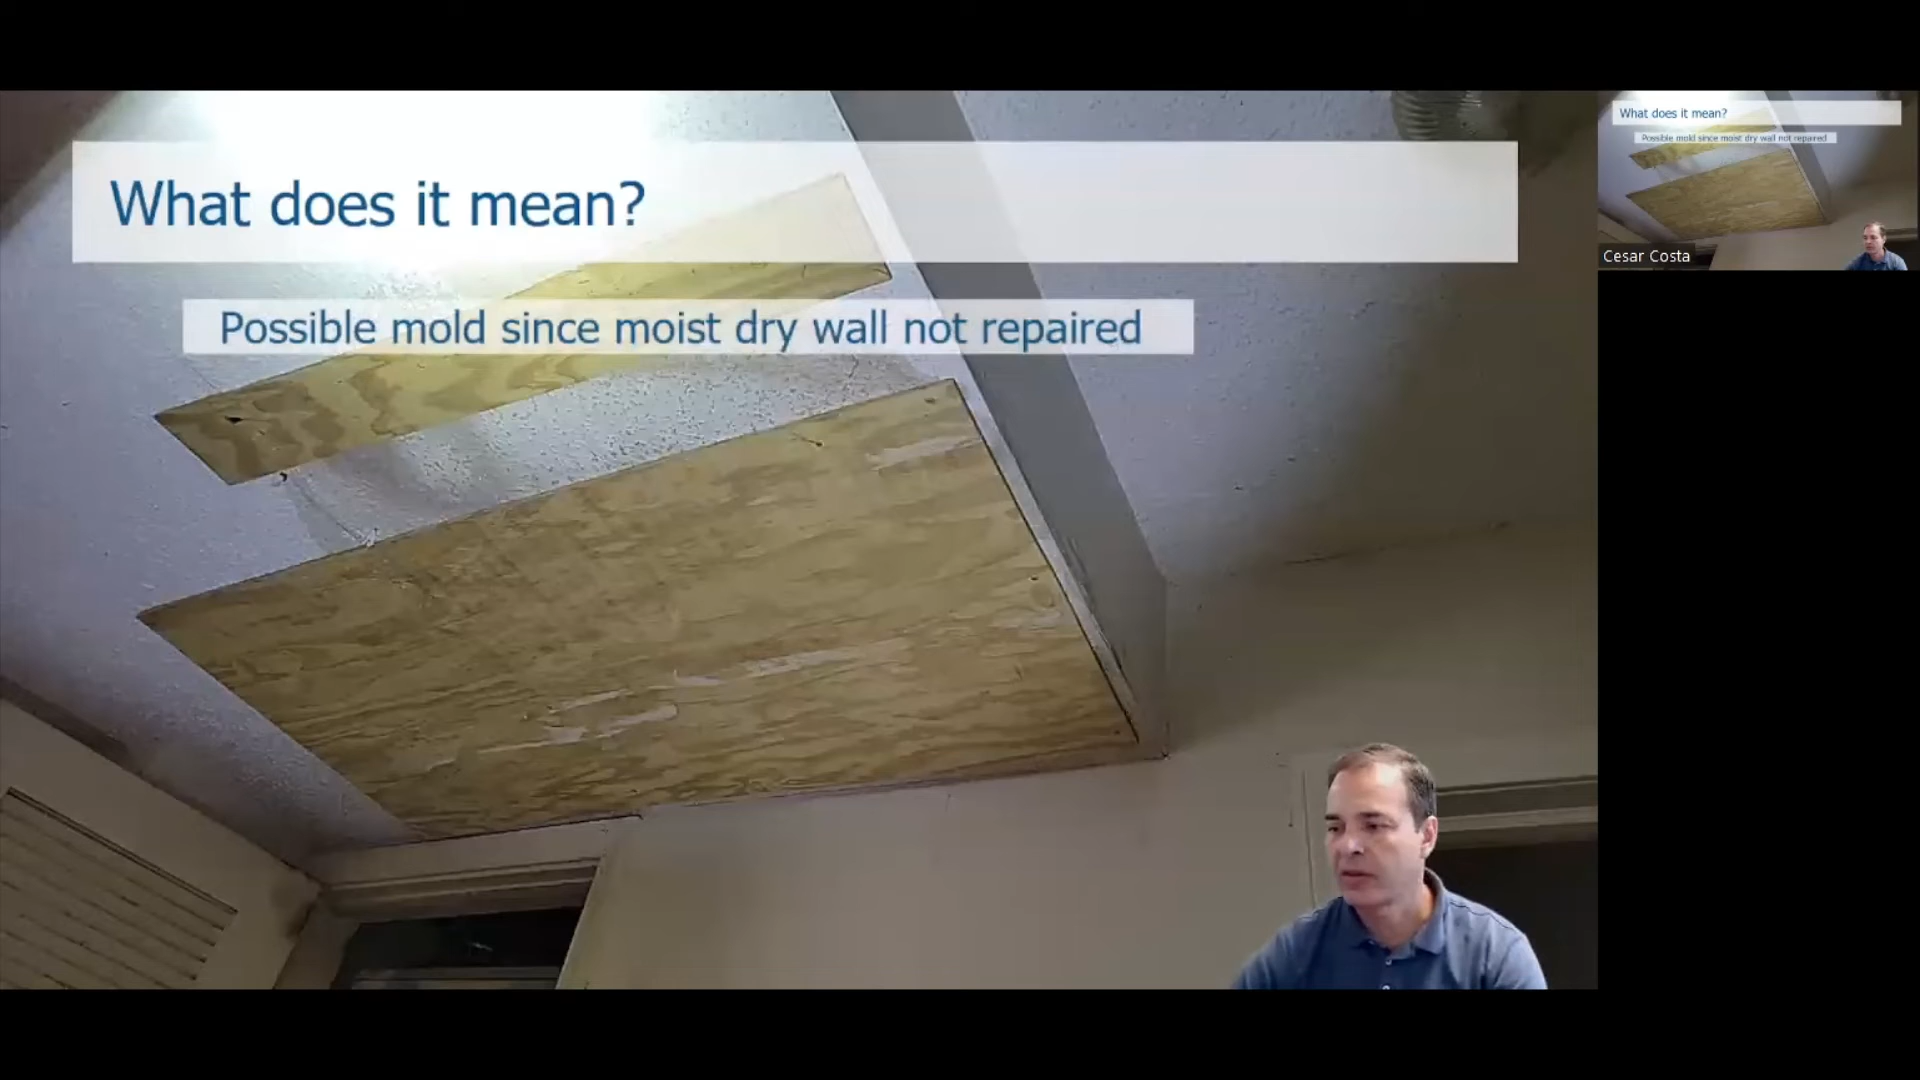 What does it mean?
Possible mold since moist dry wall not repaired
What does it mean?
Possible mold since moist dry wall not repaired
Cesar Costa